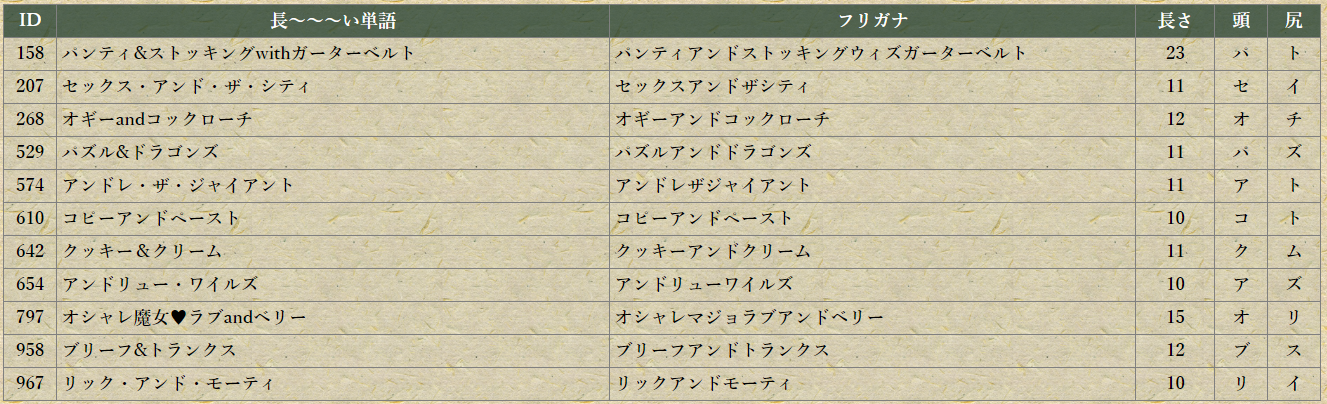 ID 長～～～い単語 フリガナ 長さ 頭 尻
158 パンティ&ストッキングwithガーターベルト パンティアンドストッキングウィズガーターベルト 23 パ ト
207 セックス・アンド・ザ・シティ セックスアンドザシティ 11 セ イ
268 オギーandコックローチ オギーアンドコックローチ 12 オ チ
529 パズル&ドラゴンズ パズルアンドドラゴンズ 11 パ ズ
574 アンドレ・ザ・ジャイアント アンドレザジャイアント 11 ア ト
610 コピーアンドペースト コピーアンドペースト 10 コ ト
642 クッキー＆クリーム クッキーアンドクリーム 11 ク ム
654 アンドリュー・ワイルズ アンドリューワイルズ 10 ア ズ
797 オシャレ魔女♥ラブandベリー オシャレマジョラブアンドベリー 15 オ リ
958 ブリーフ&トランクス ブリーフアンドトランクス 12 ブ ス
967 リック・アンド・モーティ リックアンドモーティ 10 リ イ